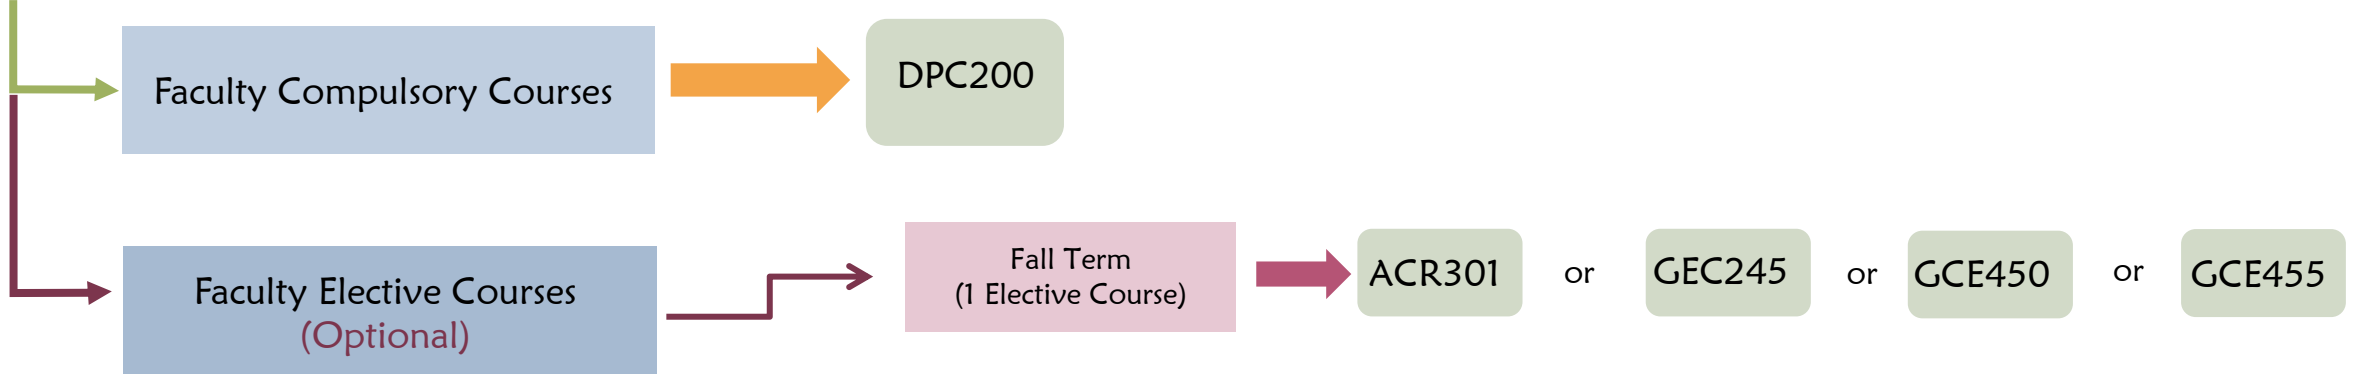 Faculty Compulsory Courses
DPC200
Faculty Elective Courses
(Optional)
Fall Term
(1 Elective Course)
ACR301 or GEC245 or GCE450 or GCE455